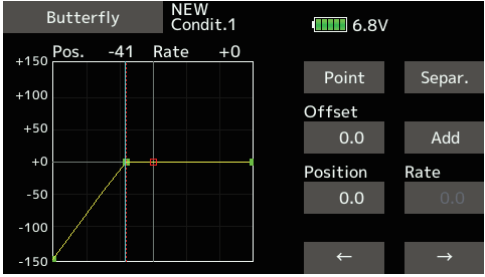 Butterfly
NEW
Condit.1
6.8V
Pos. -41 Rate +0
+150
+100
+50
+0
-50
-100
-150
Point Separ.
Offset
0.0 Add
Position Rate
0.0 0.0
← →